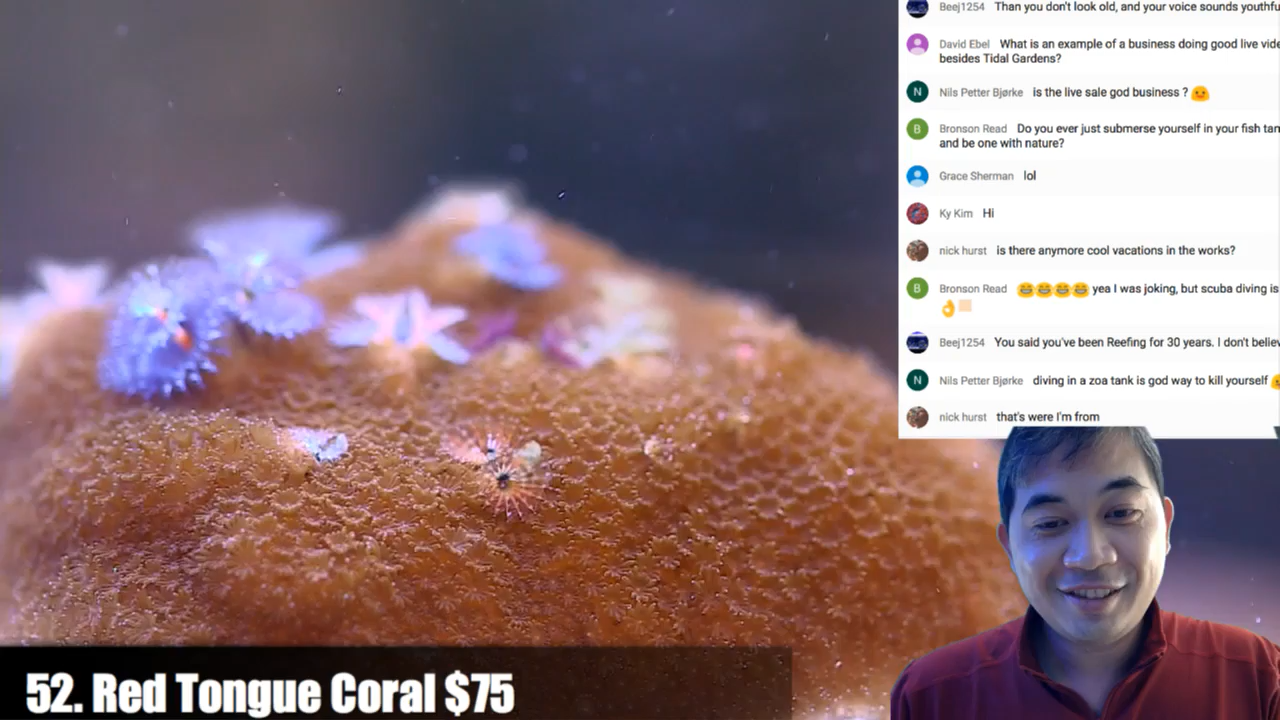 Beej1254 Than you don't look old, and your voice sounds
David Ebel What is an example of a business doing good live
besides Tidal Gardens?
N Nils Petter Bjørke is the live sale god business ?
B Bronson Read Do you ever just submerse yourself in your fish
and be one with nature?
Grace Sherman lol
Ky Kim Hi
nick hurst is there anymore cool vacations in the works?
B Bronson Read 😂😂😂😂 yea I was joking, but scuba diving is
👌
Beej1254 You said you've been Reefing for 30 years. I don't
N Nils Petter Bjørke diving in a zoa tank is god way to kill yourself
nick hurst that's were I'm from
52. Red Tongue Coral $75